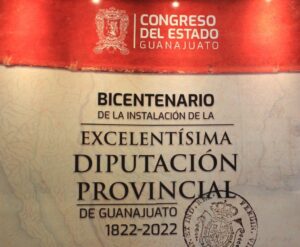 CONGRESO
DEL ESTADO
GUANAJUATO
BICENTENARIO
DE LA INSTALACIÓN DE LA
EXCELENTÍSIMA
DIPUTACIÓN
PROVINCIAL
DE GUANAJUATO
1822-2022